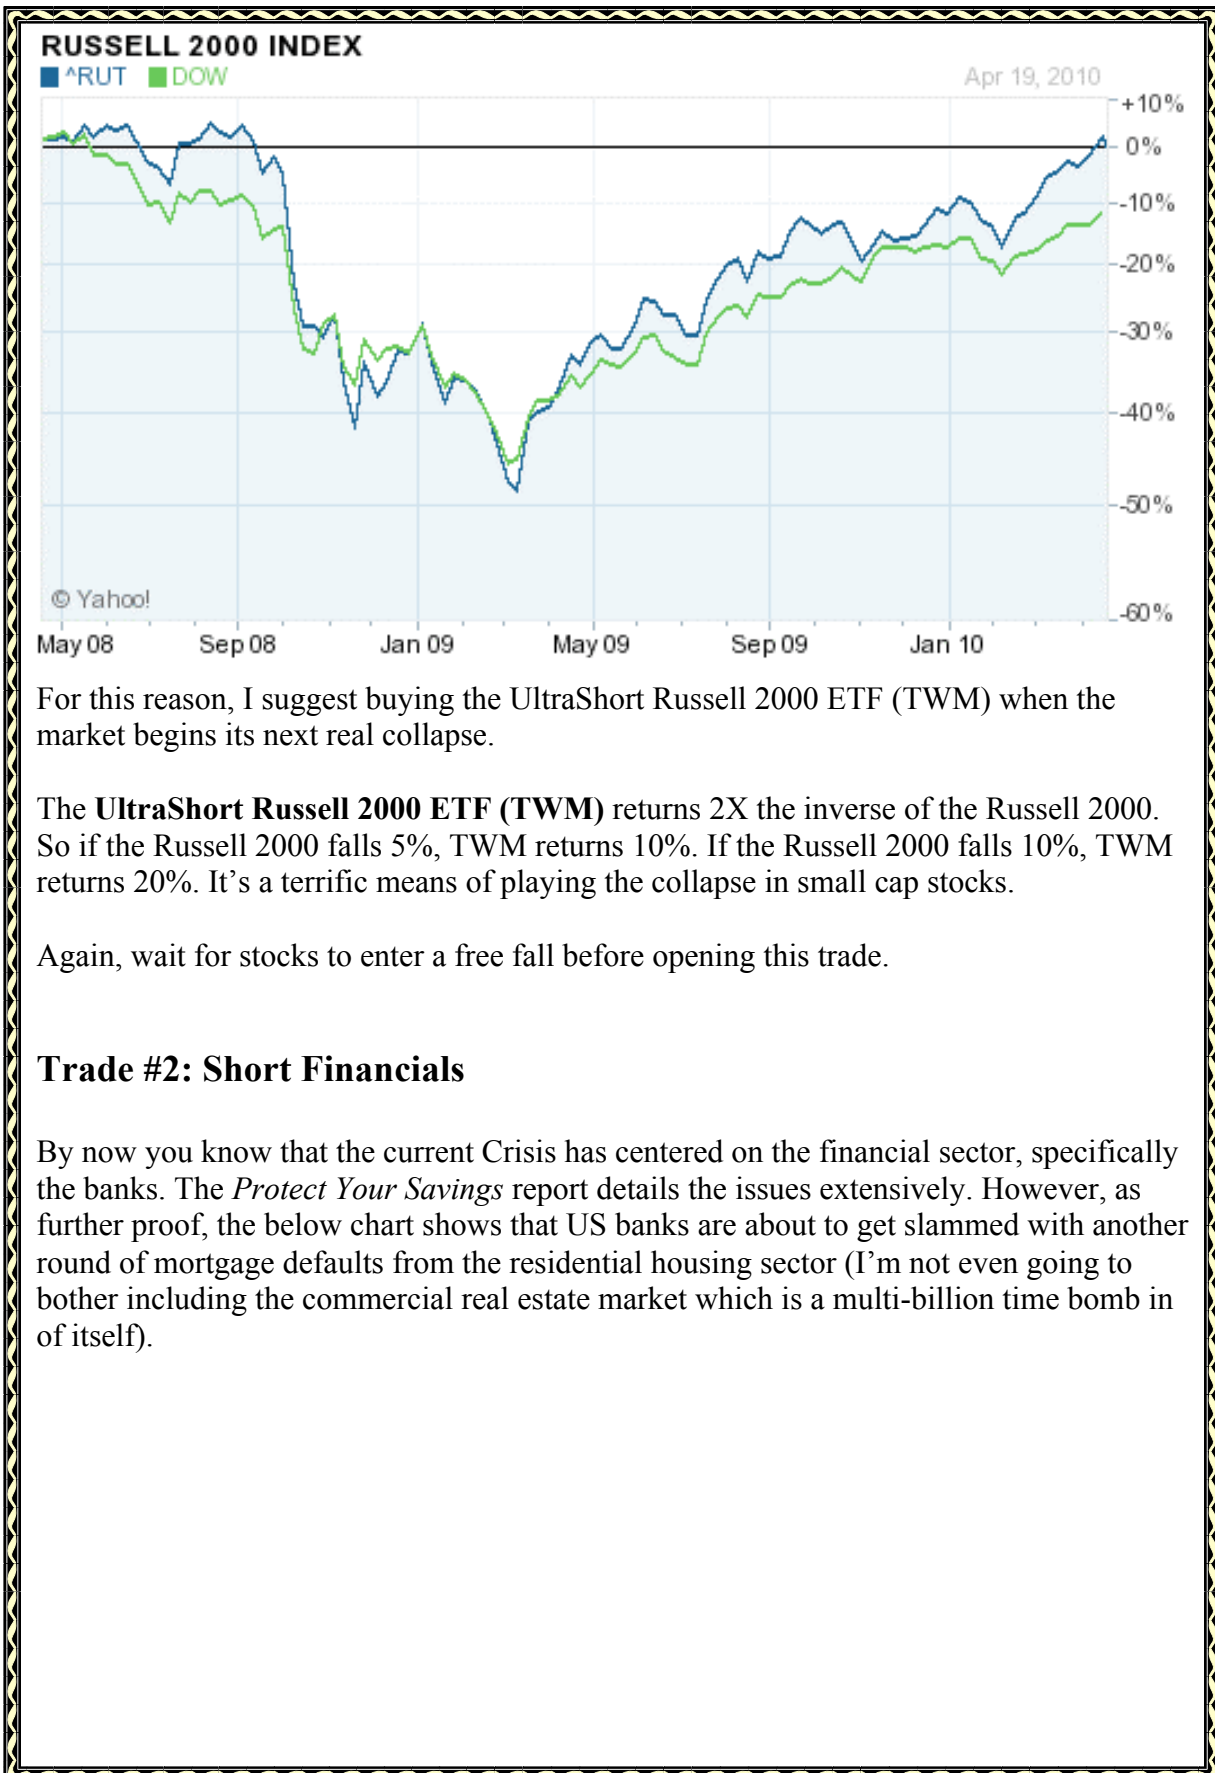 RUSSELL 2000 INDEX
^RUT DOW Apr 19, 2010
+10%
0%
-10%
-20%
-30%
-40%
-50%
-60%
© Yahoo!
May 08 Sep 08 Jan 09 May 09 Sep 09 Jan 10
For this reason, I suggest buying the UltraShort Russell 2000 ETF (TWM) when the
market begins its next real collapse.
The UltraShort Russell 2000 ETF (TWM) returns 2X the inverse of the Russell 2000.
So if the Russell 2000 falls 5%, TWM returns 10%. If the Russell 2000 falls 10%, TWM
returns 20%. It’s a terrific means of playing the collapse in small cap stocks.
Again, wait for stocks to enter a free fall before opening this trade.
Trade #2: Short Financials
By now you know that the current Crisis has centered on the financial sector, specifically
the banks. The Protect Your Savings report details the issues extensively. However, as
further proof, the below chart shows that US banks are about to get slammed with another
round of mortgage defaults from the residential housing sector (I’m not even going to
bother including the commercial real estate market which is a multi-billion time bomb in
of itself).